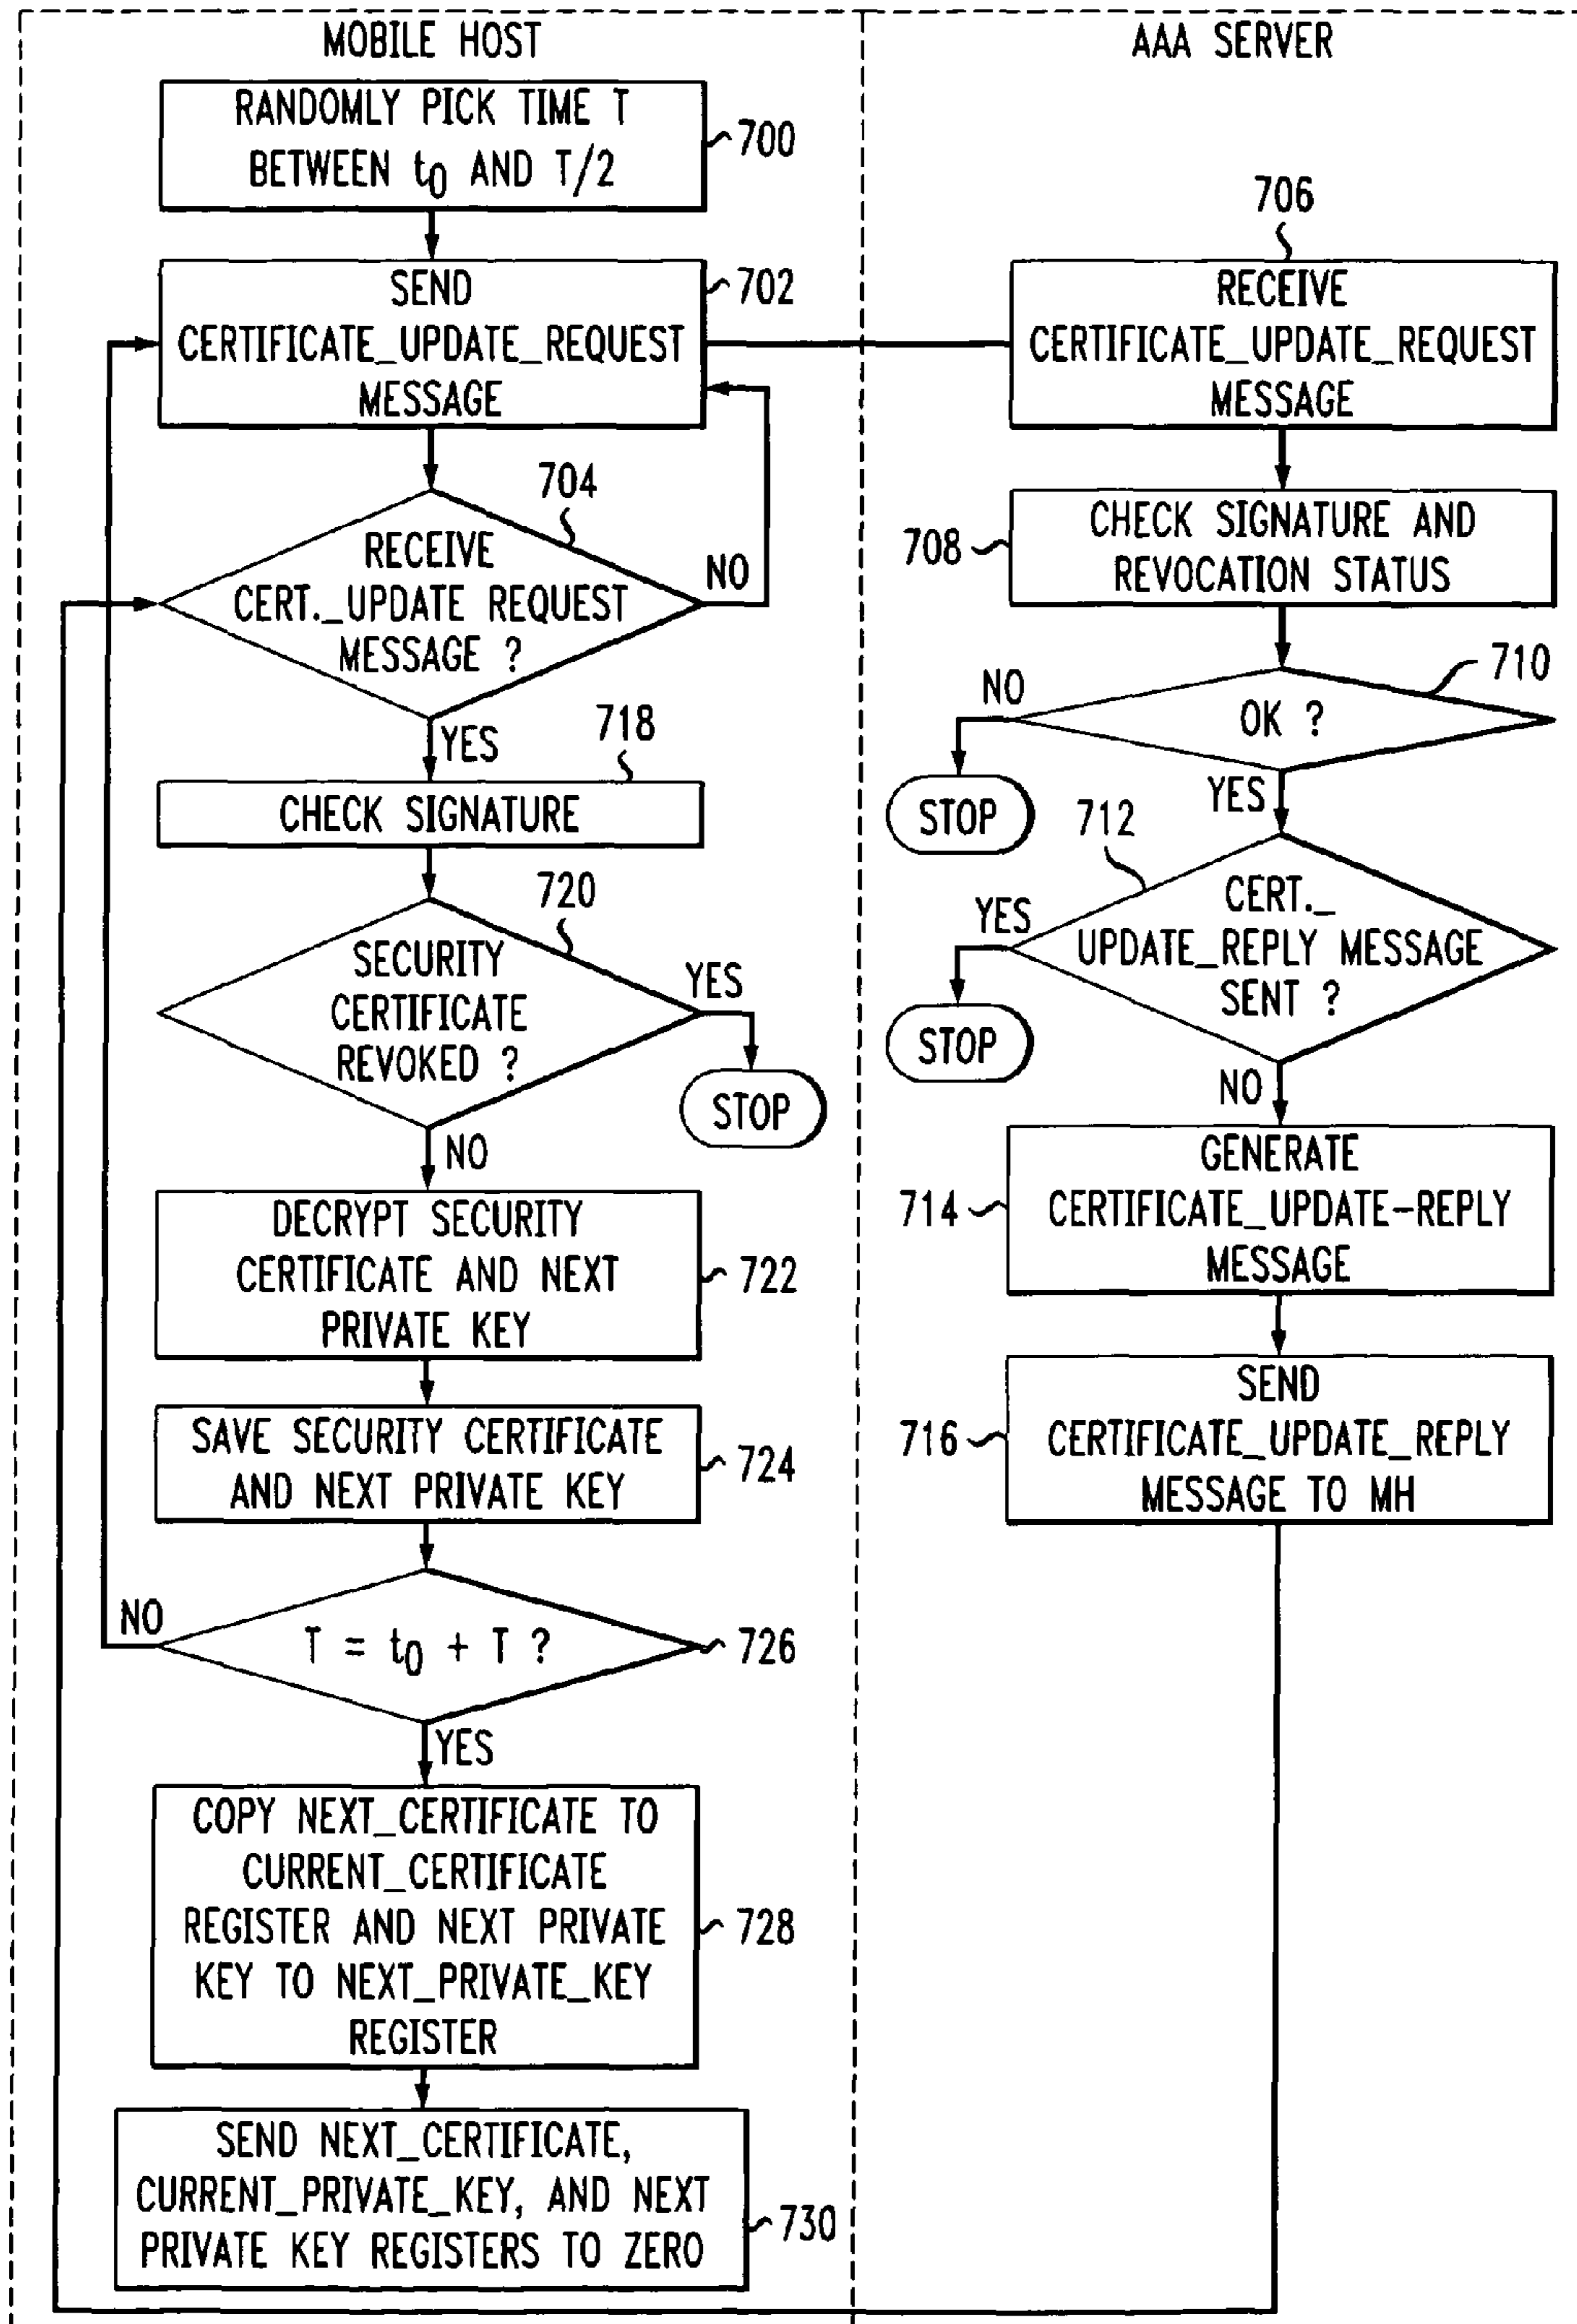 MOBILE HOST
RANDOMLY PICK TIME T
BETWEEN t0 AND T/2
700
SEND
CERTIFICATE_UPDATE_REQUEST
MESSAGE
702
704
RECEIVE
CERT._UPDATE REQUEST
MESSAGE ?
NO
YES
718
CHECK SIGNATURE
720
SECURITY
CERTIFICATE
REVOKED ?
YES
STOP
NO
DECRYPT SECURITY
CERTIFICATE AND NEXT
PRIVATE KEY
722
SAVE SECURITY CERTIFICATE
AND NEXT PRIVATE KEY
724
NO
T = t0 + T ?
726
YES
COPY NEXT_CERTIFICATE TO
CURRENT_CERTIFICATE
REGISTER AND NEXT PRIVATE
KEY TO NEXT_PRIVATE_KEY
REGISTER
728
SEND NEXT_CERTIFICATE,
CURRENT_PRIVATE_KEY, AND NEXT
PRIVATE KEY REGISTERS TO ZERO
730
AAA SERVER
706
RECEIVE
CERTIFICATE_UPDATE_REQUEST
MESSAGE
708
CHECK SIGNATURE AND
REVOCATION STATUS
710
NO
OK ?
STOP
YES
712
YES
CERT._
UPDATE_REPLY MESSAGE
SENT ?
STOP
NO
GENERATE
CERTIFICATE_UPDATE-REPLY
MESSAGE
714
SEND
CERTIFICATE_UPDATE_REPLY
MESSAGE TO MH
716